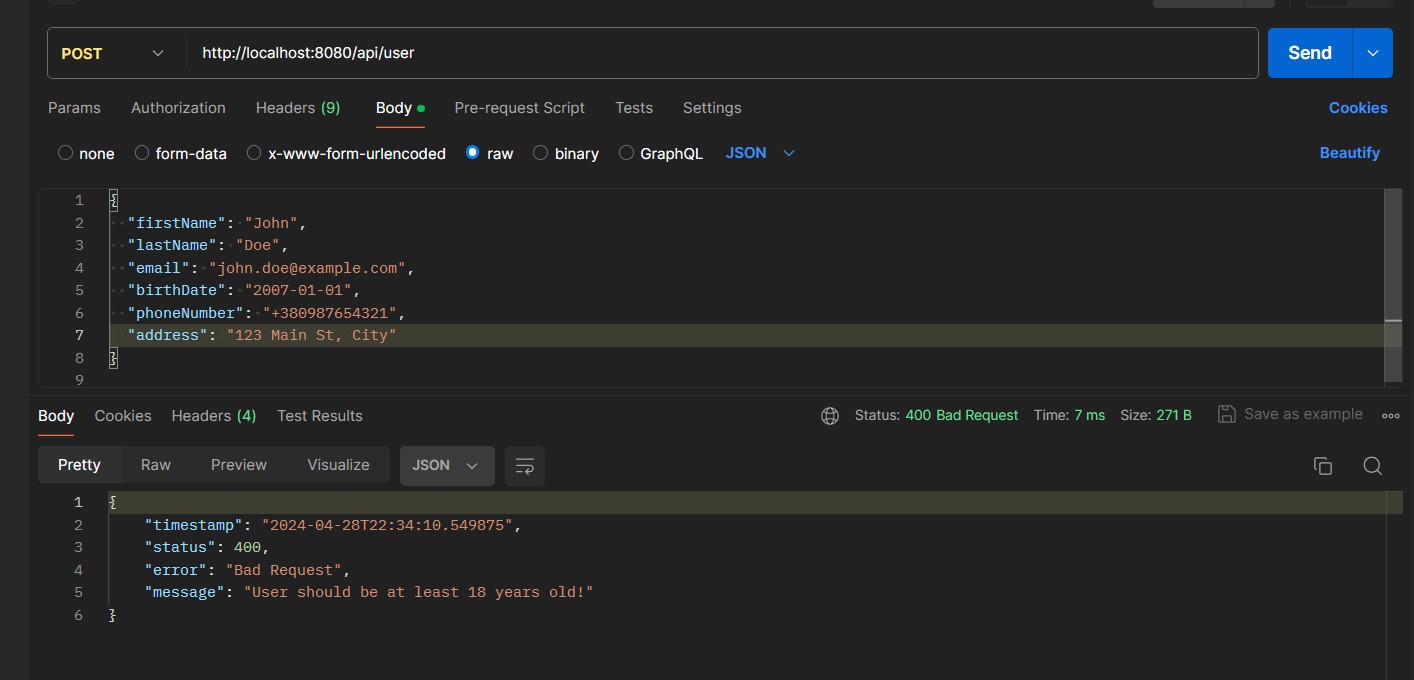 POST http://localhost:8080/api/user Send
Params Authorization Headers (9) Body Pre-request Script Tests Settings Cookies
none form-data x-www-form-urlencoded raw binary GraphQL JSON Beautify
1 {
2 "firstName": "John",
3 "lastName": "Doe",
4 "email": "john.doe@example.com",
5 "birthDate": "2007-01-01",
6 "phoneNumber": "+380987654321",
7 "address": "123 Main St, City"
8 }
9
Body Cookies Headers (4) Test Results Status: 400 Bad Request Time: 7 ms Size: 271 B Save as example
Pretty Raw Preview Visualize JSON
1 {
2 "timestamp": "2024-04-28T22:34:10.549875",
3 "status": 400,
4 "error": "Bad Request",
5 "message": "User should be at least 18 years old!"
6 }